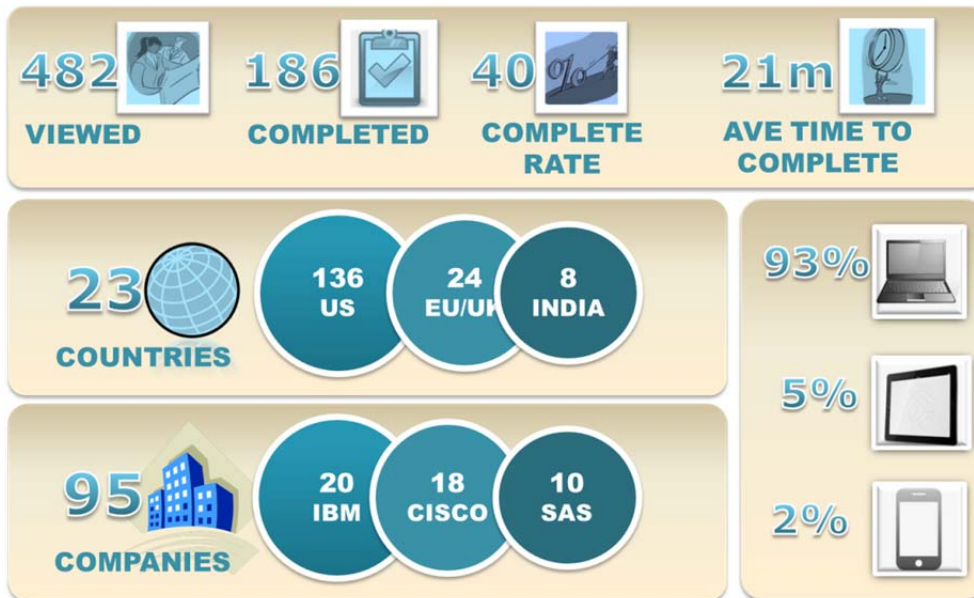 482
VIEWED
186
COMPLETED
40
%
COMPLETE
RATE
21m
AVE TIME TO
COMPLETE
23
COUNTRIES
136
US
24
EU/UK
8
INDIA
95
COMPANIES
20
IBM
18
CISCO
10
SAS
93%
5%
2%